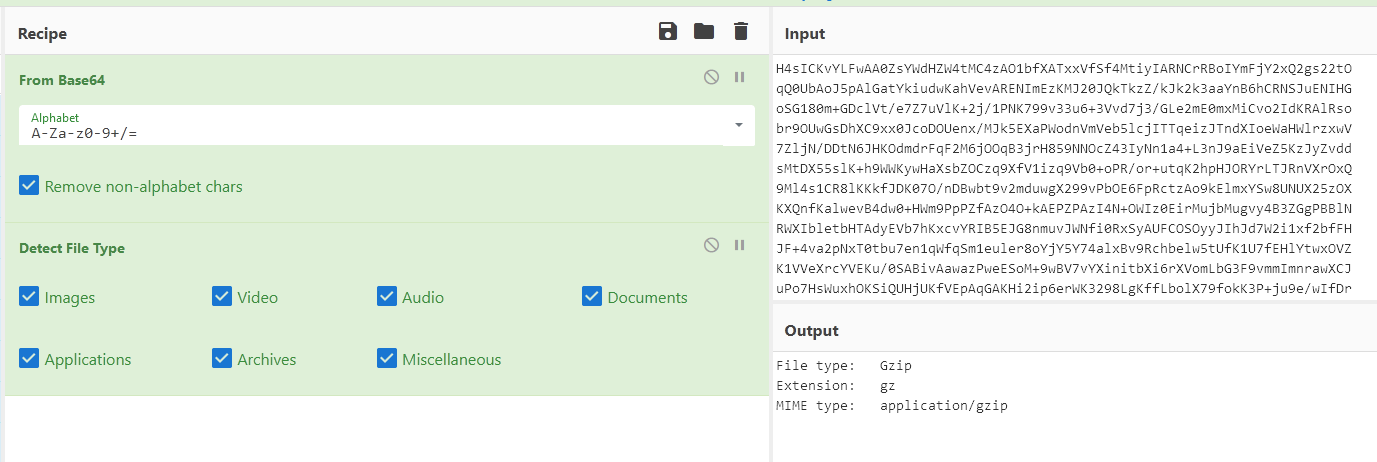 Recipe
From Base64
Alphabet
A-Za-z0-9+/=
Remove non-alphabet chars
Detect File Type
Images Video Audio Documents
Applications Archives Miscellaneous
Input
H4sICKvYLFwAA0ZsYWdHZW4tMC4zAO1bfXATxxVfSf4MtiyIARNCrRBoIYmFjY2xQ2gs22tO
qQ0UbAoJ5pAlGatYkiudwKahVevARENImEzKMJ20JQkTkzZ/kJk2k3aaYnB6hCRNSJuENIHG
oSG180m+GDclVt/e7Z7uVlK+2j/1PNK799v33u6+3Vvd7j3/GLe2mE0mxMiCvo2IdKRAlRso
br9OUwGsDhXC9xx0JcoDOUenx/MJk5EXaPWodnVmVeb5lcjITTqeizJTndXIoeWaHWlrzxwV
7ZljN/DDtN6JHKOdmdrFqF2M6jOOqB3jrH859NNOcZ43IyNn1a4+L3nJ9aEiVeZ5KzJyZvdd
sMtDX55slK+h9WWKywHaXsbZOCzq9XfV1izq9Vb0+oPR/or+utqK2hpHJORYrLTJRnVXrOxQ
9Ml4s1CR8lKKkfJDK07O/nDBwbt9v2mduwgX299vPbOE6FpRctzAo9kElmxYSw8UNUX25zOX
KXQnfKalwevB4dw0+HWm9PpPZfAzO4O+kAEPZPAzI4N+OWIz0EirMujbMugvy4B3ZGgPBBlN
RWXIbletbHTAdyEVb7hKxcvYRIB5EJG8nmuvJWNfi0RxSyAUFCOSOyyJIhJd7W2i1xf2bfFH
JF+4va2pNxT0tbu7en1qWfqSm1euler8oYjY5Y74alxBv9Rchbelw5tUfK1U7fEHlYtwxOVZ
K1VVeXrcYVEKu/0SABivAawazPweESoM+9wBV7vYXinitbXi6rXVomLbG3F9vmmImnrawXCJ
uPo7HsWuxhOKSiQUHjUKfVEpAqGAKHi2ip6erWK3298LgKffLbolX79fokK3P+ju9e/wIfDr
Output
File type: Gzip
Extension: gz
MIME type: application/gzip